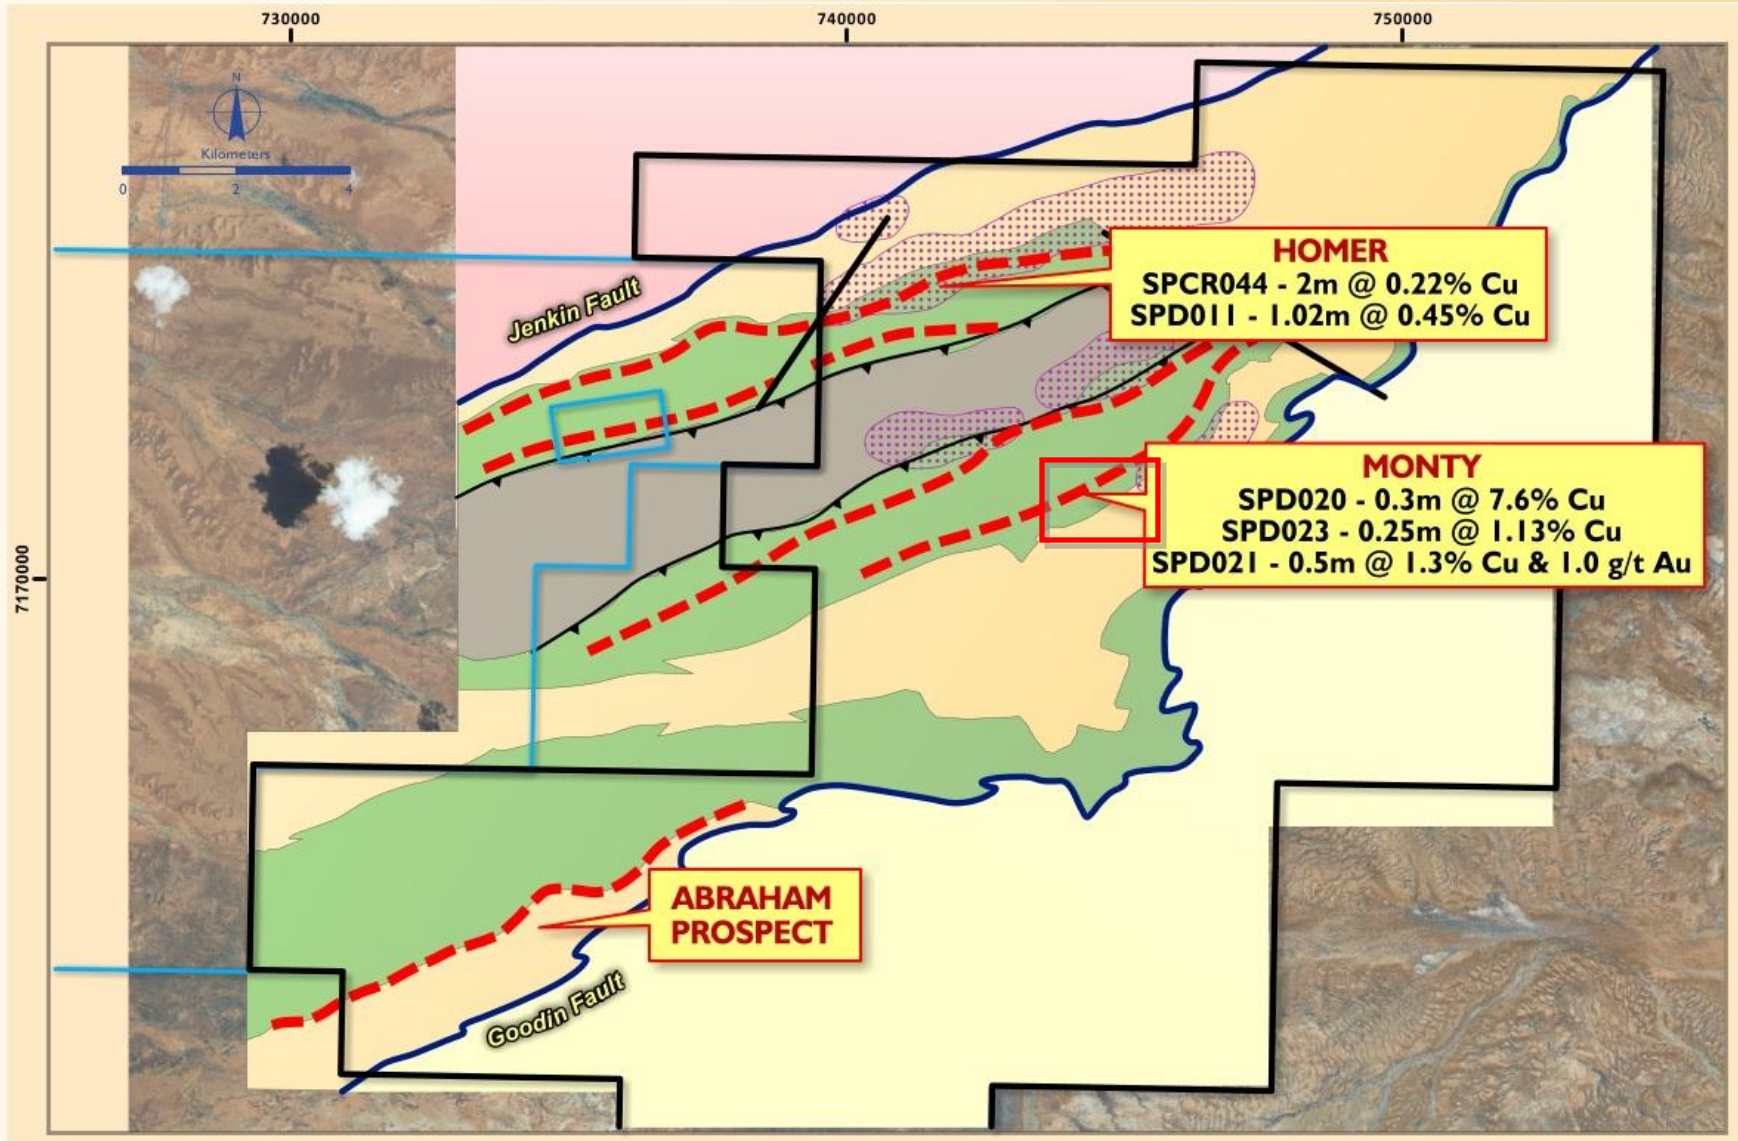 730000
740000
750000
N
Kilometers
0 2 4
Jenkin Fault
HOMER
SPCR044 - 2m @ 0.22% Cu
SPD011 - 1.02m @ 0.45% Cu
MONTY
SPD020 - 0.3m @ 7.6% Cu
SPD023 - 0.25m @ 1.13% Cu
SPD021 - 0.5m @ 1.3% Cu & 1.0 g/t Au
7170000
ABRAHAM
PROSPECT
Goodin Fault